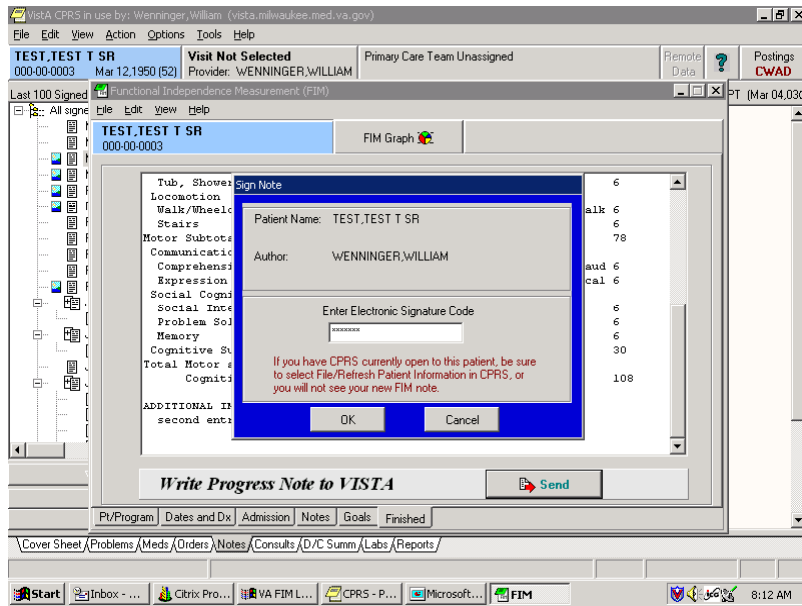 VistA CPRS in use by: Wenninger,William (vista.milwaukee.med.va.gov)
File Edit View Action Options Tools Help
TEST,TEST T SR Visit Not Selected Primary Care Team Unassigned Remote Data ? Postings
000-00-0003 Mar 12,1950 (52) Provider: WENNINGER,WILLIAM CWAD
Last 100 Signed Functional Independence Measurement (FIM) PT (Mar 04,03
All signe File Edit View Help
TEST,TEST T SR
000-00-0003
FIM Graph
Tub, Shower 6
Locomotion
Walk/Wheelc alk 6
Stairs 6
Motor Subtota 78
Communicatio
Comprehensi aud 6
Expression cal 6
Social Cogni
Social Inte 6
Problem Sol 6
Memory 6
Cognitive Su 30
Total Motor a
Cogniti 108
ADDITIONAL IN
second entr
Sign Note
Patient Name: TEST,TEST T SR
Author: WENNINGER,WILLIAM
Enter Electronic Signature Code
xxxxxxx
If you have CPRS currently open to this patient, be sure
to select File/Refresh Patient Information in CPRS, or
you will not see your new FIM note.
OK Cancel
Write Progress Note to VISTA Send
Pt/Program Dates and Dx Admission Notes Goals Finished
Cover Sheet Problems Meds Orders Notes Consults D/C Summ Labs Reports
Start Inbox - ... Citrix Pro... VA FIM L... CPRS - P... Microsoft... FIM 8:12 AM